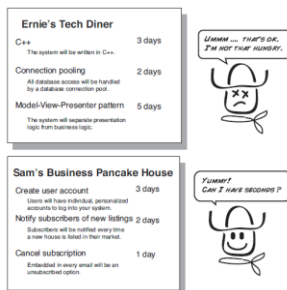 Ernie's Tech Diner
C++ 3 days
The system will be written in C++.
Connection pooling 2 days
All database access will be handled
by a database connection pool.
Model-View-Presenter pattern 5 days
The system will separate presentation
logic from business logic.
Ummm .... that's ok.
I'm not that hungry.
Sam's Business Pancake House
Create user account 3 days
Users will have individual, personalized
accounts to log into your system.
Notify subscribers of new listings 2 days
Subscribers will be notified every time
a new house is listed in their market.
Cancel subscription 1 day
Embedded in every email will be an
unsubscribed option.
Yummy!
Can I have seconds?